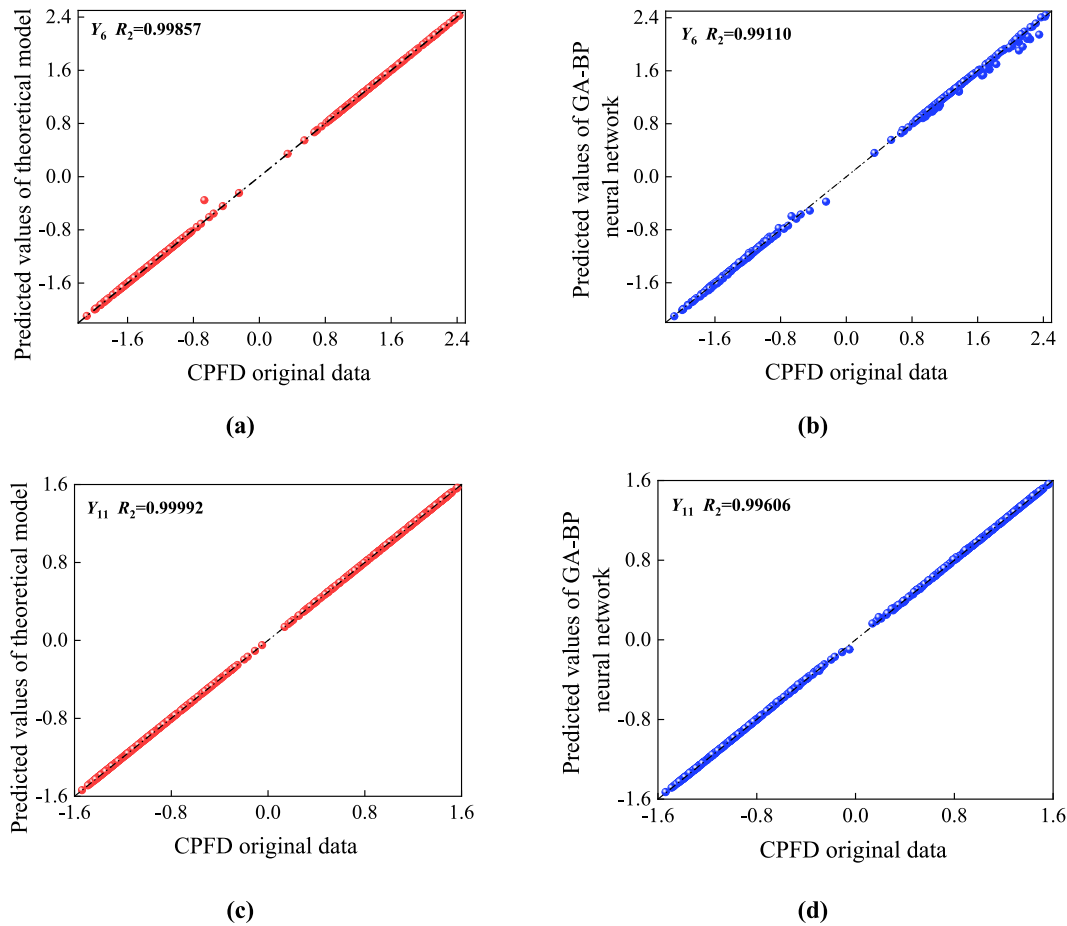 Y6 R2=0.99857
Predicted values of theoretical model
2.4
1.6
0.8
0.0
-0.8
-1.6
-1.6 -0.8 0.0 0.8 1.6 2.4
CPFD original data
(a)
Y6 R2=0.99110
Predicted values of GA-BP
neural network
2.4
1.6
0.8
0.0
-0.8
-1.6
-1.6 -0.8 0.0 0.8 1.6 2.4
CPFD original data
(b)
Y11 R2=0.99992
Predicted values of theoretical model
1.6
0.8
0.0
-0.8
-1.6
-1.6 -0.8 0.0 0.8 1.6
CPFD original data
(c)
Y11 R2=0.99606
Predicted values of GA-BP
neural network
1.6
0.8
0.0
-0.8
-1.6
-1.6 -0.8 0.0 0.8 1.6
CPFD original data
(d)